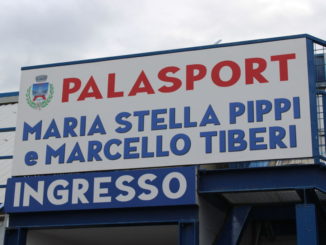 PALASPORT
MARIA STELLA PIPPI
e MARCELLO TIBERI
INGRESSO